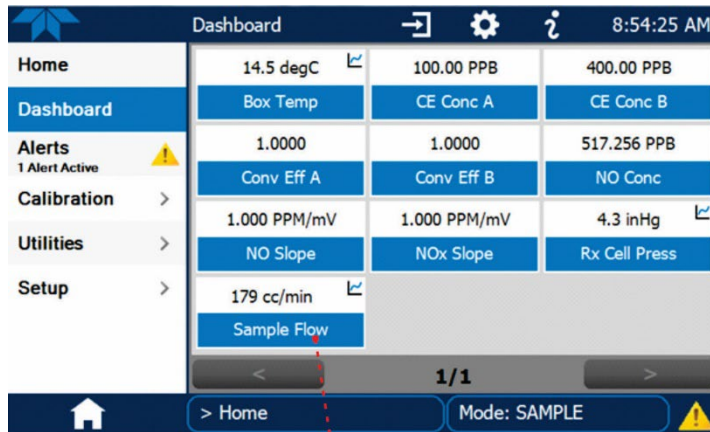 Dashboard
8:54:25 AM
Home
Dashboard
Alerts
1 Alert Active
Calibration >
Utilities >
Setup >
14.5 degC
Box Temp
100.00 PPB
CE Conc A
400.00 PPB
CE Conc B
1.0000
Conv Eff A
1.0000
Conv Eff B
517.256 PPB
NO Conc
1.000 PPM/mV
NO Slope
1.000 PPM/mV
NOx Slope
4.3 inHg
Rx Cell Press
179 cc/min
Sample Flow
< 1/1 >
> Home
Mode: SAMPLE